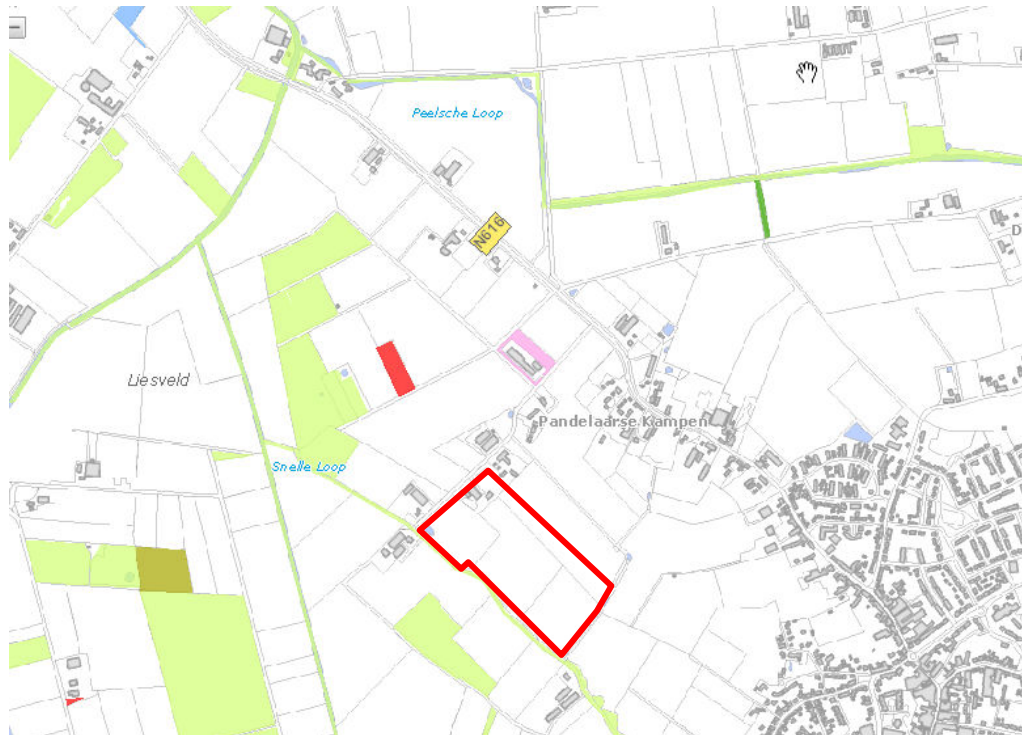 Peelsche Loop
N616
Liesveld
Pandelaarse Kampen
Snelle Loop
D